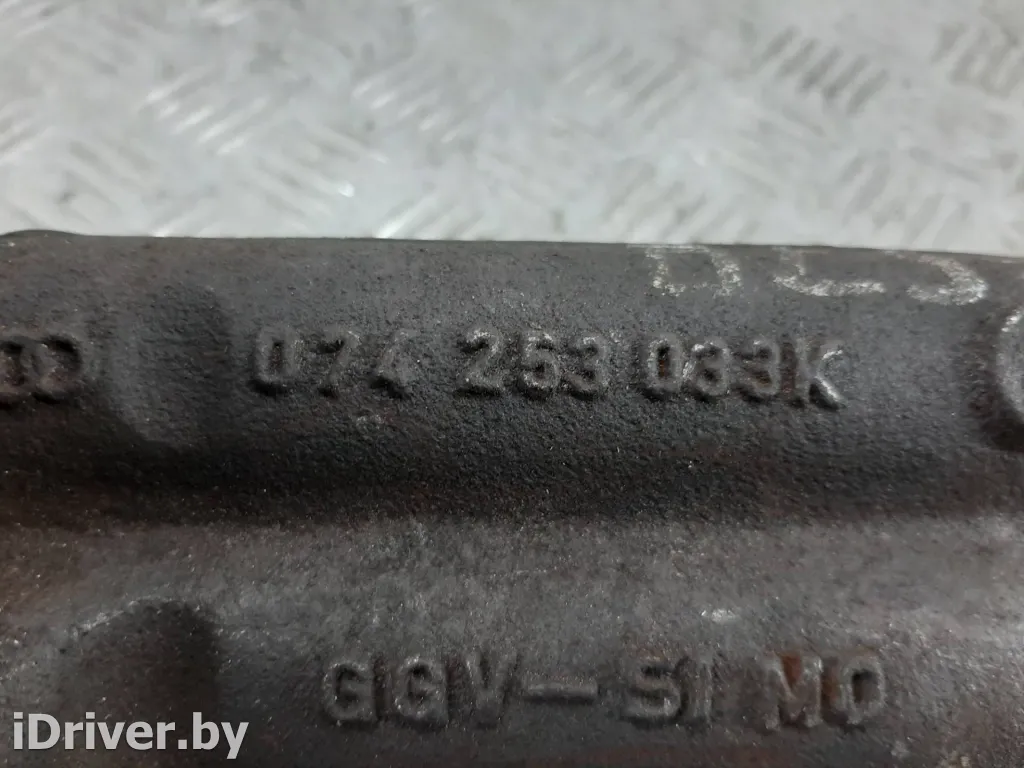 074 253 033K
GGV-SI MO
iDriver.by